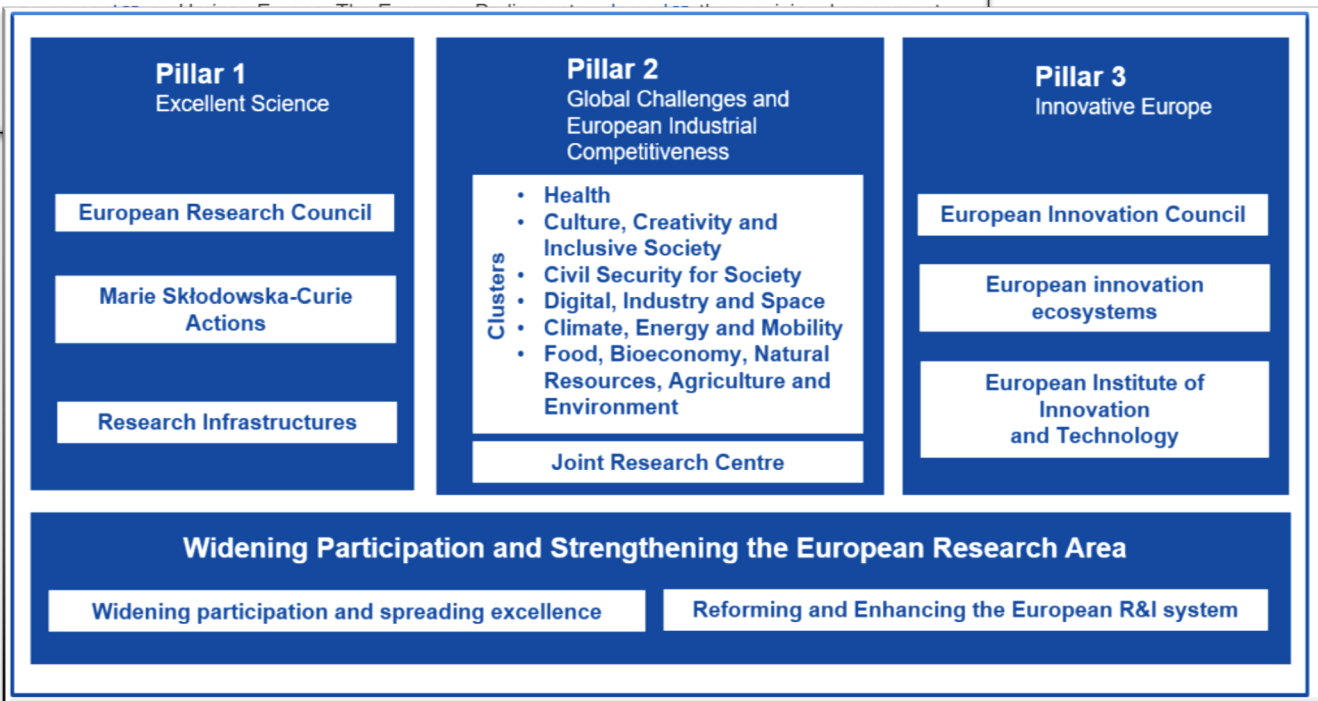 Pillar 1
Excellent Science
European Research Council
Marie Skłodowska-Curie
Actions
Research Infrastructures
Pillar 2
Global Challenges and
European Industrial
Competitiveness
Clusters
• Health
• Culture, Creativity and
Inclusive Society
• Civil Security for Society
• Digital, Industry and Space
• Climate, Energy and Mobility
• Food, Bioeconomy, Natural
Resources, Agriculture and
Environment
Joint Research Centre
Pillar 3
Innovative Europe
European Innovation Council
European innovation
ecosystems
European Institute of
Innovation
and Technology
Widening Participation and Strengthening the European Research Area
Widening participation and spreading excellence
Reforming and Enhancing the European R&I system